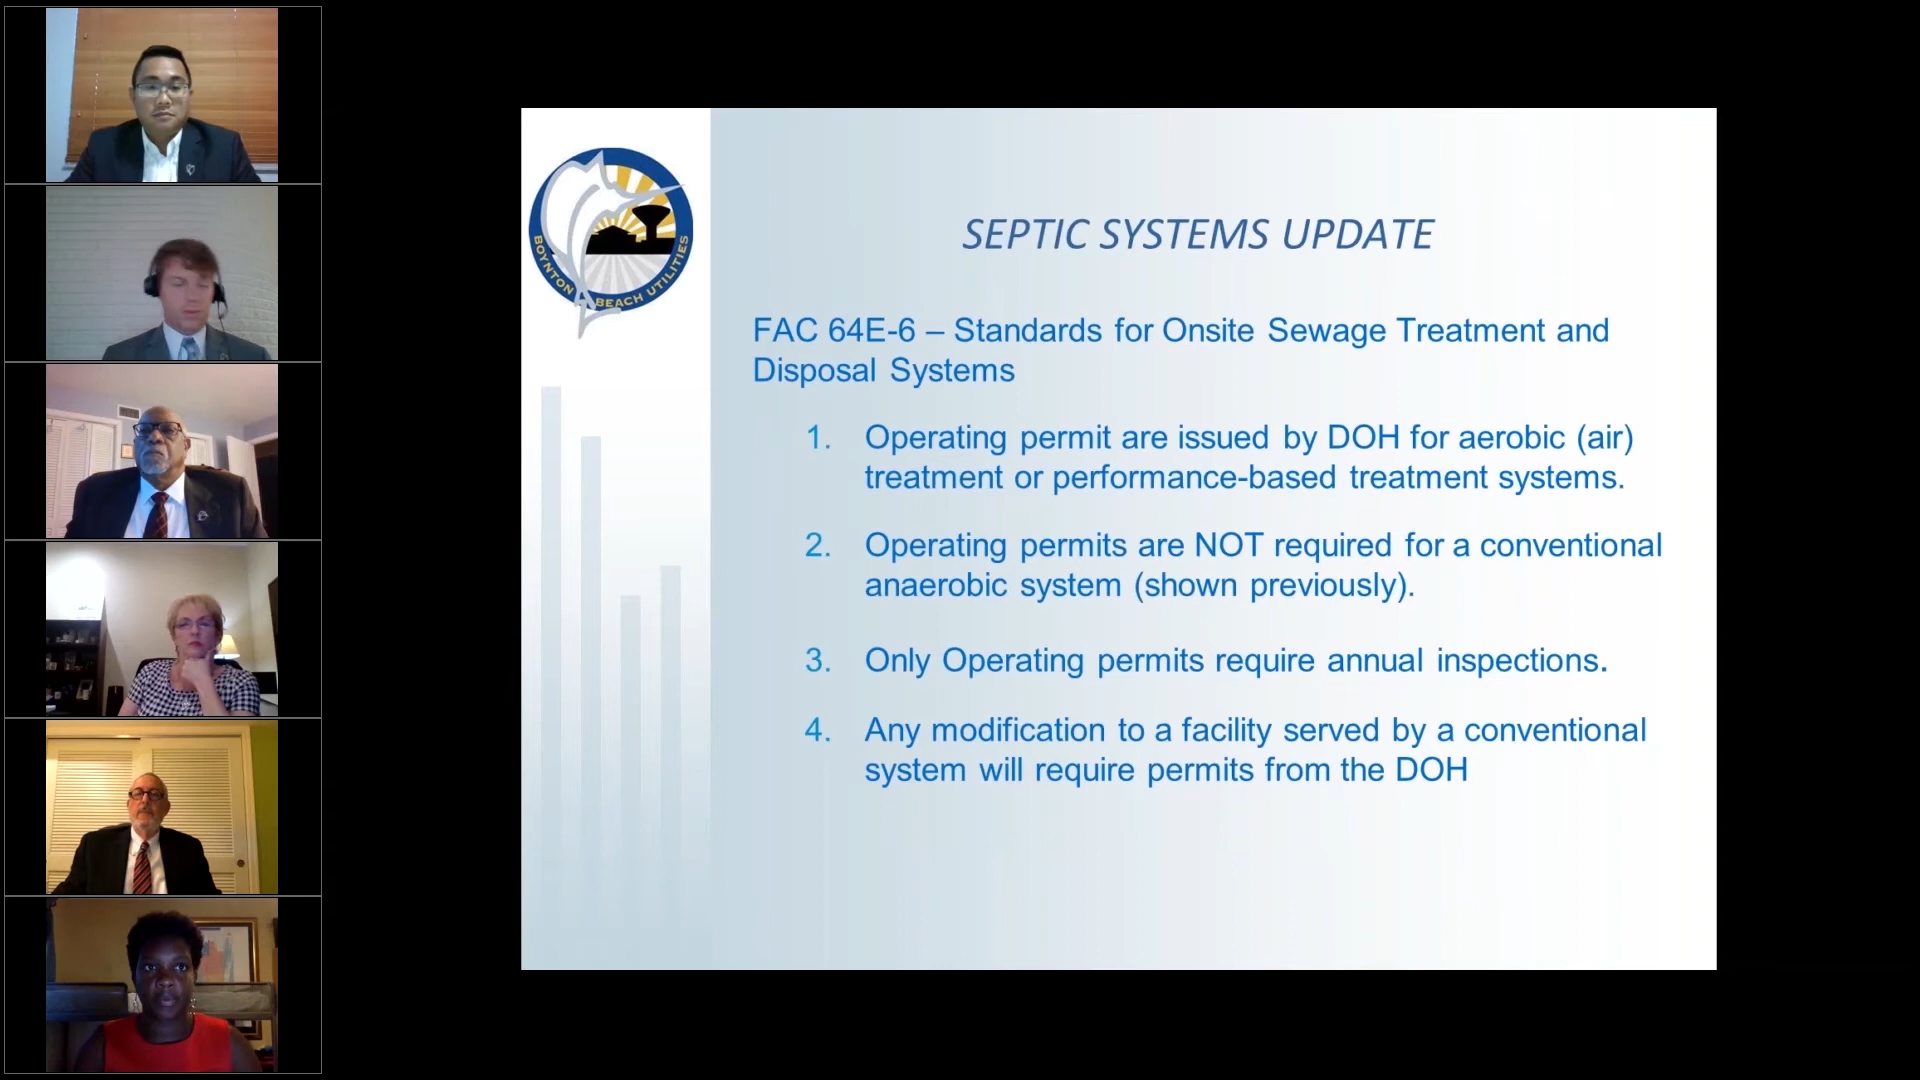 BOYNTON BEACH UTILITIES
SEPTIC SYSTEMS UPDATE
FAC 64E-6 – Standards for Onsite Sewage Treatment and
Disposal Systems
1. Operating permit are issued by DOH for aerobic (air)
treatment or performance-based treatment systems.
2. Operating permits are NOT required for a conventional
anaerobic system (shown previously).
3. Only Operating permits require annual inspections.
4. Any modification to a facility served by a conventional
system will require permits from the DOH